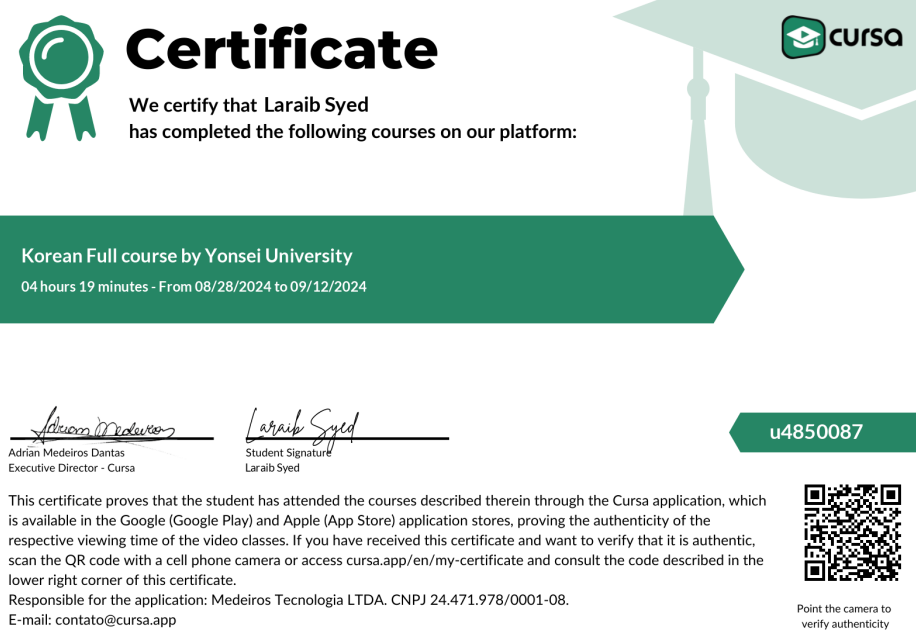 Certificate
cursa
We certify that Laraib Syed
has completed the following courses on our platform:
Korean Full course by Yonsei University
04 hours 19 minutes - From 08/28/2024 to 09/12/2024
Adriam Medeiros
Laraib Syed
Adrian Medeiros Dantas
Executive Director - Cursa
Student Signature
Laraib Syed
u4850087
This certificate proves that the student has attended the courses described therein through the Cursa application, which
is available in the Google (Google Play) and Apple (App Store) application stores, proving the authenticity of the
respective viewing time of the video classes. If you have received this certificate and want to verify that it is authentic,
scan the QR code with a cell phone camera or access cursa.app/en/my-certificate and consult the code described in the
lower right corner of this certificate.
Responsible for the application: Medeiros Tecnologia LTDA. CNPJ 24.471.978/0001-08.
E-mail: contato@cursa.app
Point the camera to
verify authenticity